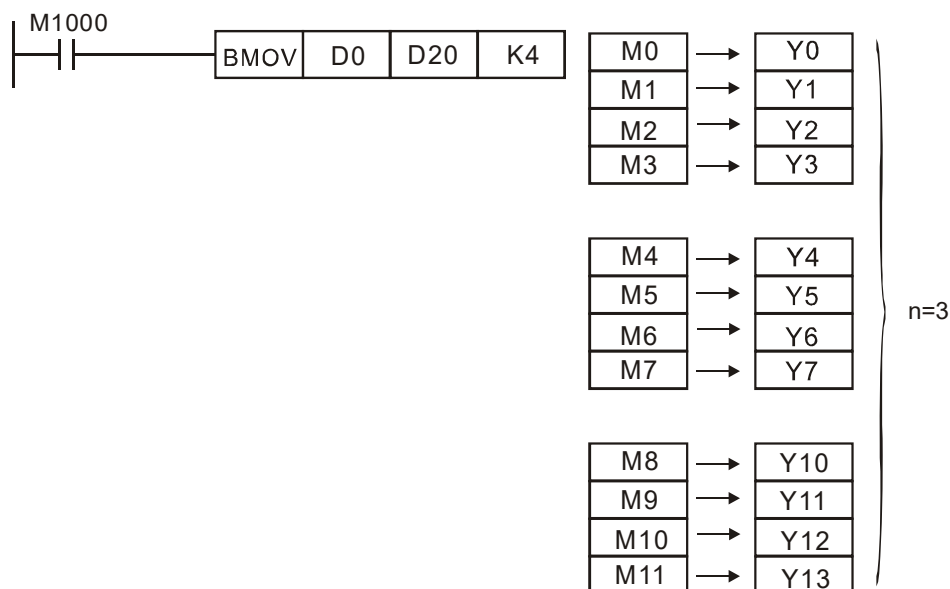 M1000
BMOV D0 D20 K4
M0 Y0
M1 Y1
M2 Y2
M3 Y3
M4 Y4
M5 Y5
M6 Y6
M7 Y7
n=3
M8 Y10
M9 Y11
M10 Y12
M11 Y13